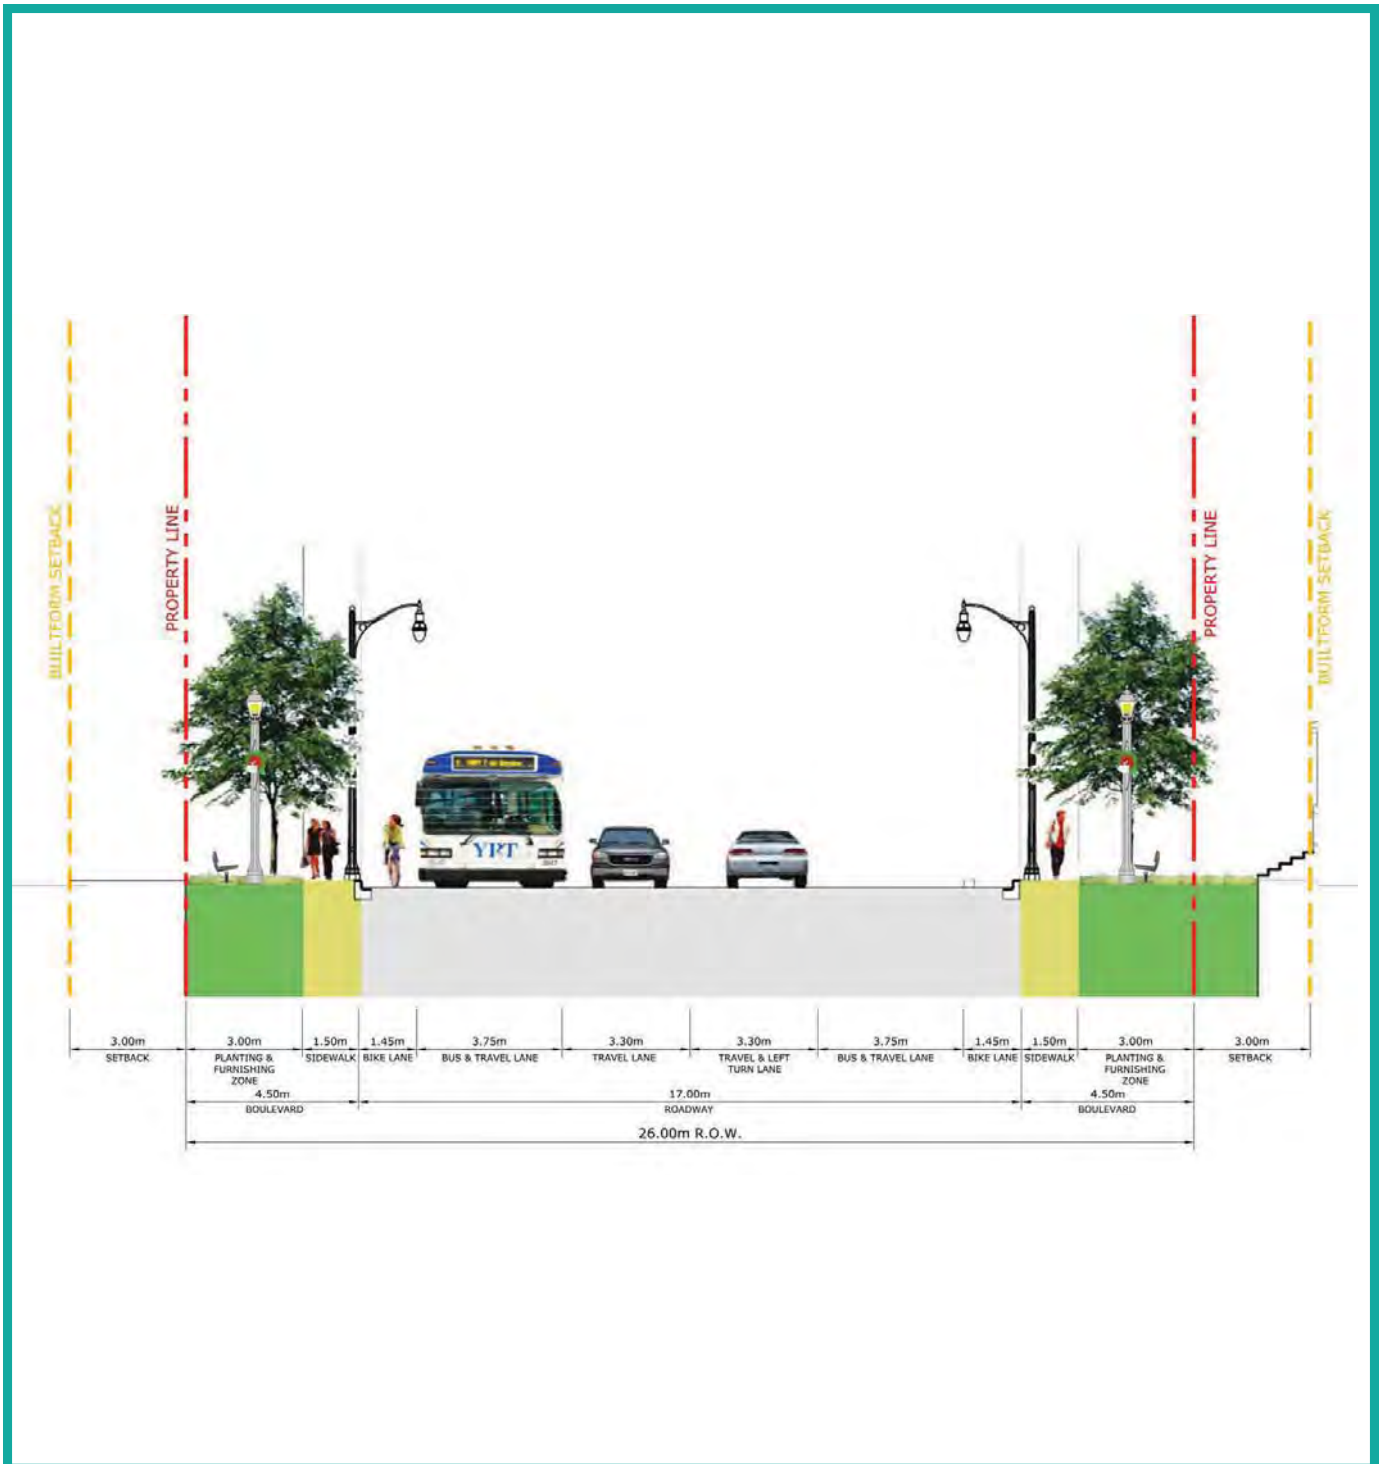 BUILTFORM SETBACK
PROPERTY LINE
PROPERTY LINE
BUILTFORM SETBACK
YRT
3.00m
SETBACK
3.00m
PLANTING &
FURNISHING
ZONE
1.50m
SIDEWALK
1.45m
BIKE LANE
3.75m
BUS & TRAVEL LANE
3.30m
TRAVEL LANE
3.30m
TRAVEL & LEFT
TURN LANE
3.75m
BUS & TRAVEL LANE
1.45m
BIKE LANE
1.50m
SIDEWALK
3.00m
PLANTING &
FURNISHING
ZONE
3.00m
SETBACK
4.50m
BOULEVARD
17.00m
ROADWAY
4.50m
BOULEVARD
26.00m R.O.W.